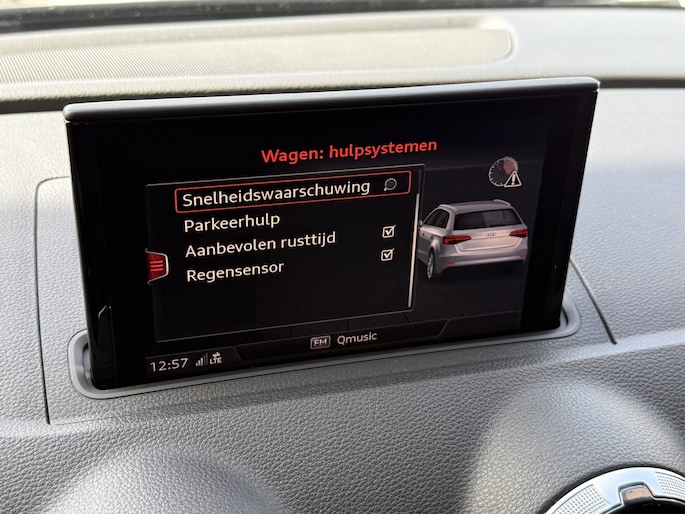 Wagen: hulpsystemen
Snelheidswaarschuwing
Parkeerhulp
Aanbevolen rusttijd
Regensensor
FM Qmusic
12:57 LTE